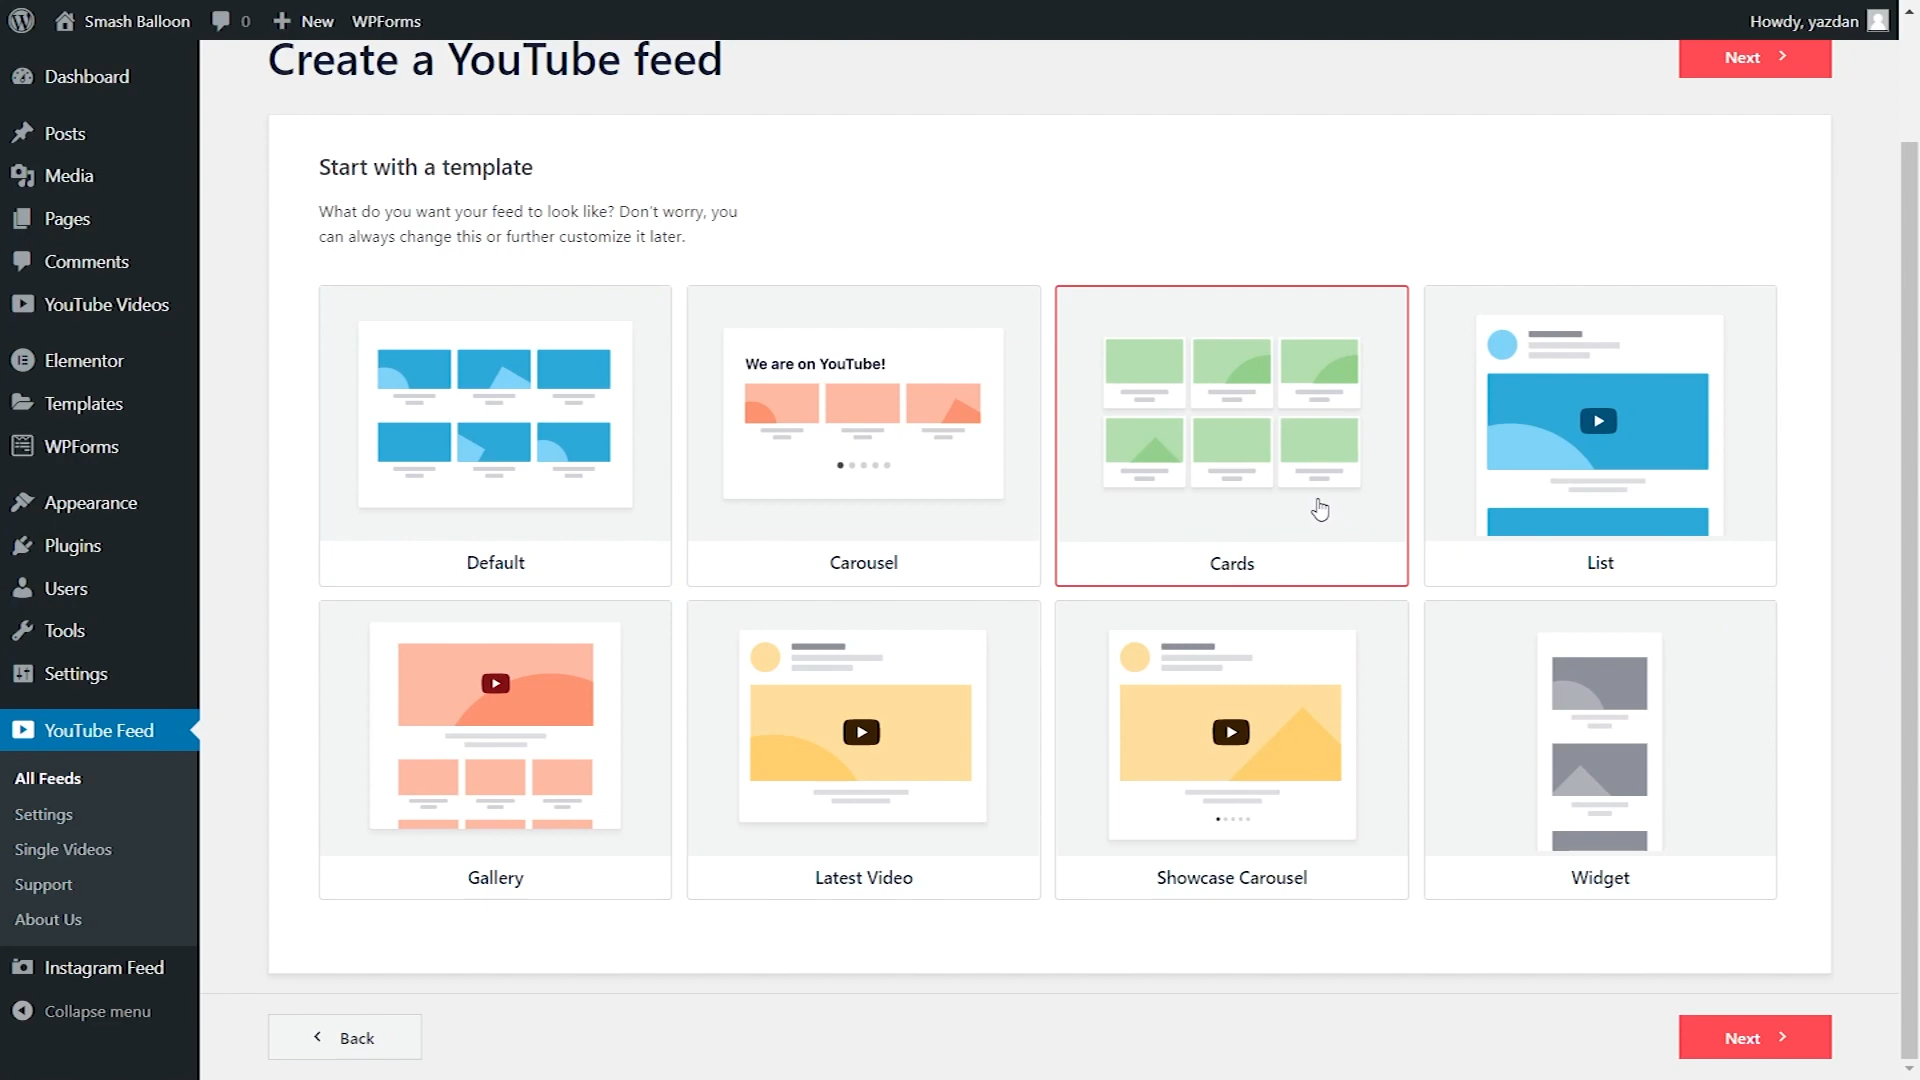 Smash Balloon
0
New
WPForms
Howdy, yazdan
Dashboard
Posts
Media
Pages
Comments
YouTube Videos
Elementor
Templates
WPForms
Appearance
Plugins
Users
Tools
Settings
YouTube Feed
All Feeds
Settings
Single Videos
Support
About Us
Instagram Feed
Collapse menu
Create a YouTube feed
Next
Start with a template
What do you want your feed to look like? Don't worry, you
can always change this or further customize it later.
We are on YouTube!
Default
Carousel
Cards
List
Gallery
Latest Video
Showcase Carousel
Widget
Back
Next